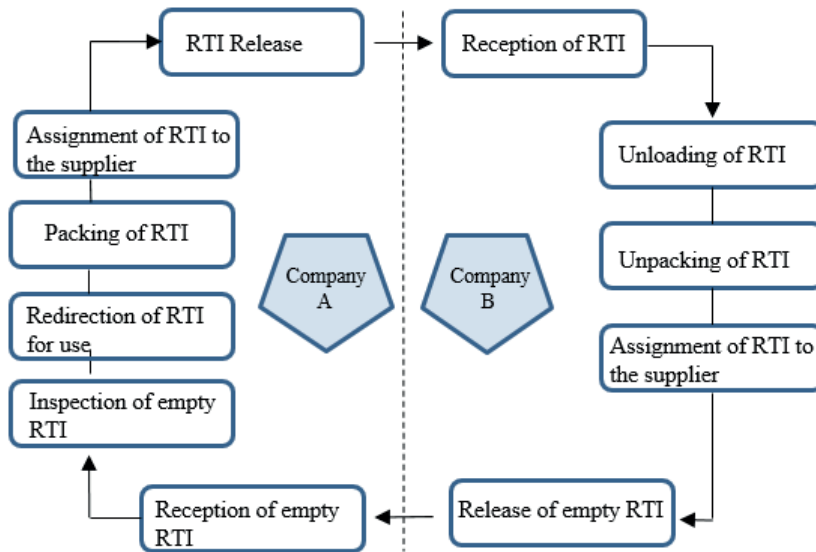 RTI Release
Reception of RTI
Assignment of RTI to
the supplier
Unloading of RTI
Packing of RTI
Unpacking of RTI
Company
A
Company
B
Redirection of RTI
for use
Assignment of RTI to
the supplier
Inspection of empty
RTI
Reception of empty
RTI
Release of empty RTI